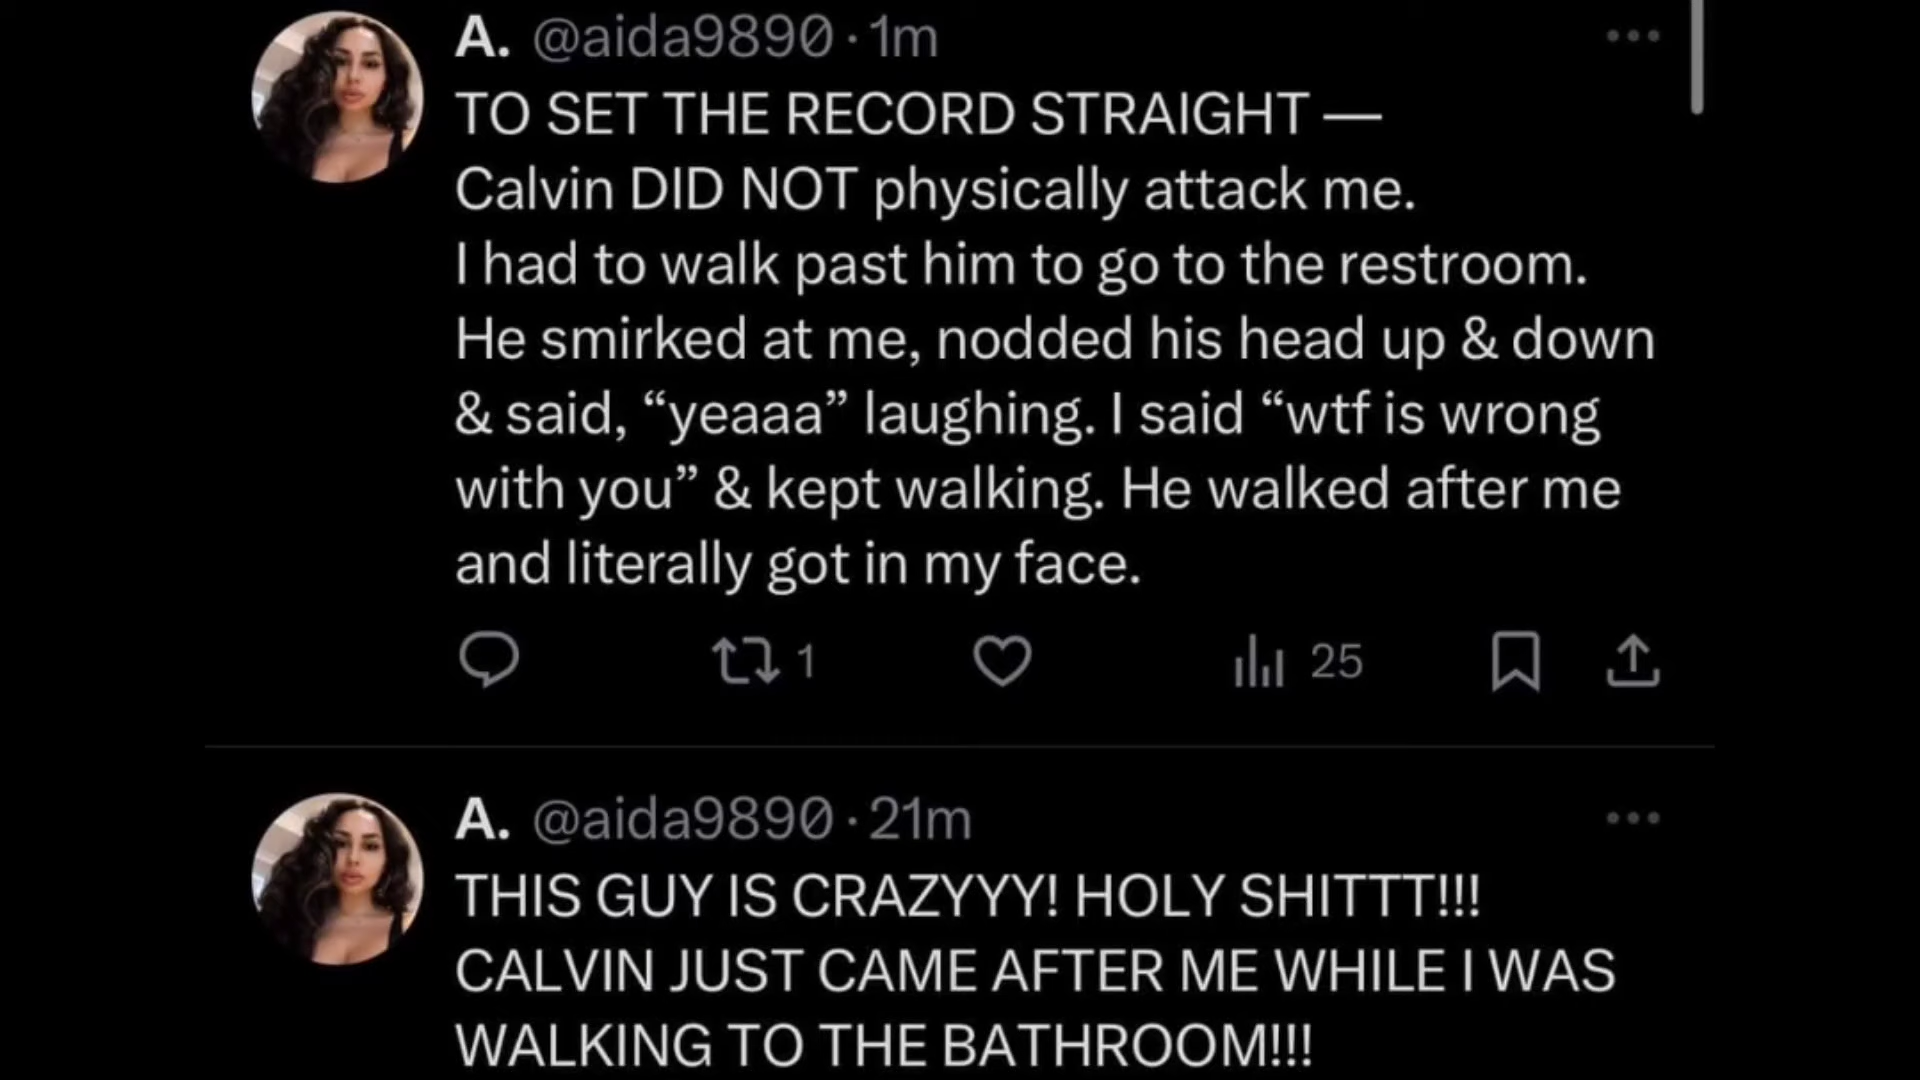 A. @aida9890 · 1m
TO SET THE RECORD STRAIGHT —
Calvin DID NOT physically attack me.
I had to walk past him to go to the restroom.
He smirked at me, nodded his head up & down
& said, “yeaaa” laughing. I said “wtf is wrong
with you” & kept walking. He walked after me
and literally got in my face.
1 25
A. @aida9890 · 21m
THIS GUY IS CRAZYYY! HOLY SHITTT!!!
CALVIN JUST CAME AFTER ME WHILE I WAS
WALKING TO THE BATHROOM!!!